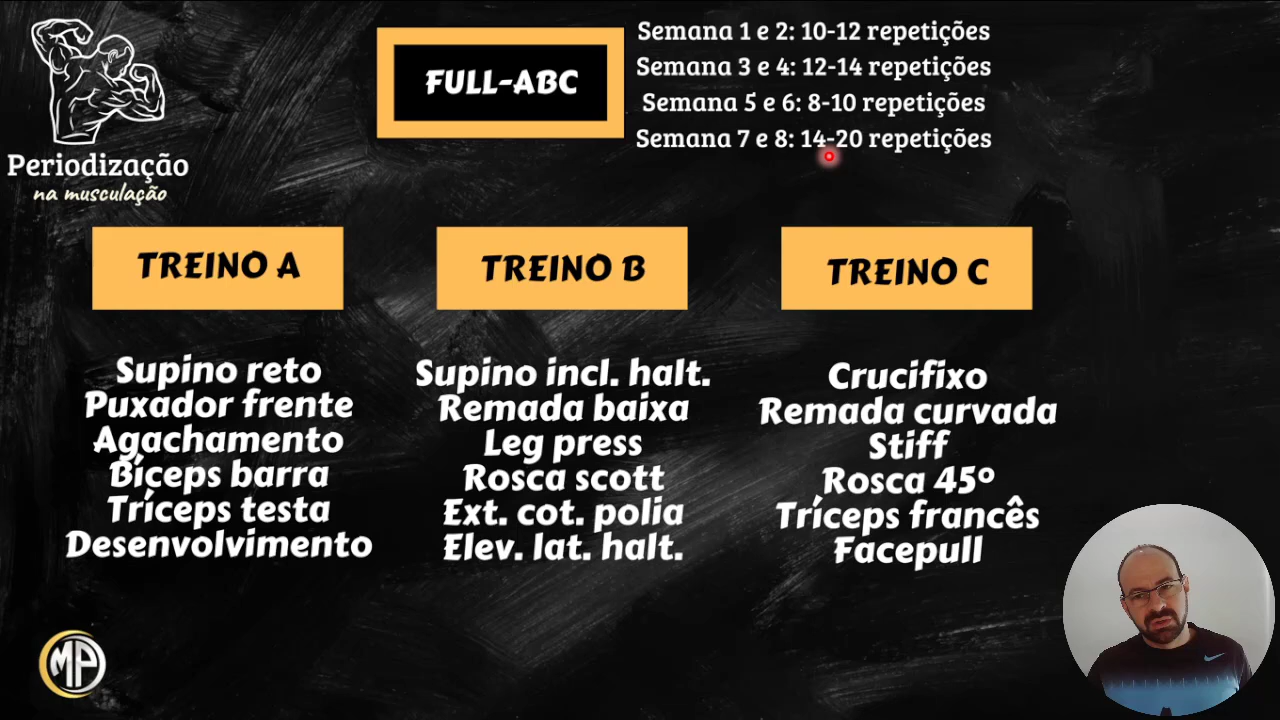 Periodização
na musculação
FULL-ABC
Semana 1 e 2: 10-12 repetições
Semana 3 e 4: 12-14 repetições
Semana 5 e 6: 8-10 repetições
Semana 7 e 8: 14-20 repetições
TREINO A
Supino reto
Puxador frente
Agachamento
Bíceps barra
Tríceps testa
Desenvolvimento
TREINO B
Supino incl. halt.
Remada baixa
Leg press
Rosca scott
Ext. cot. polia
Elev. lat. halt.
TREINO C
Crucifixo
Remada curvada
Stiff
Rosca 45º
Tríceps francês
Facepull
MP